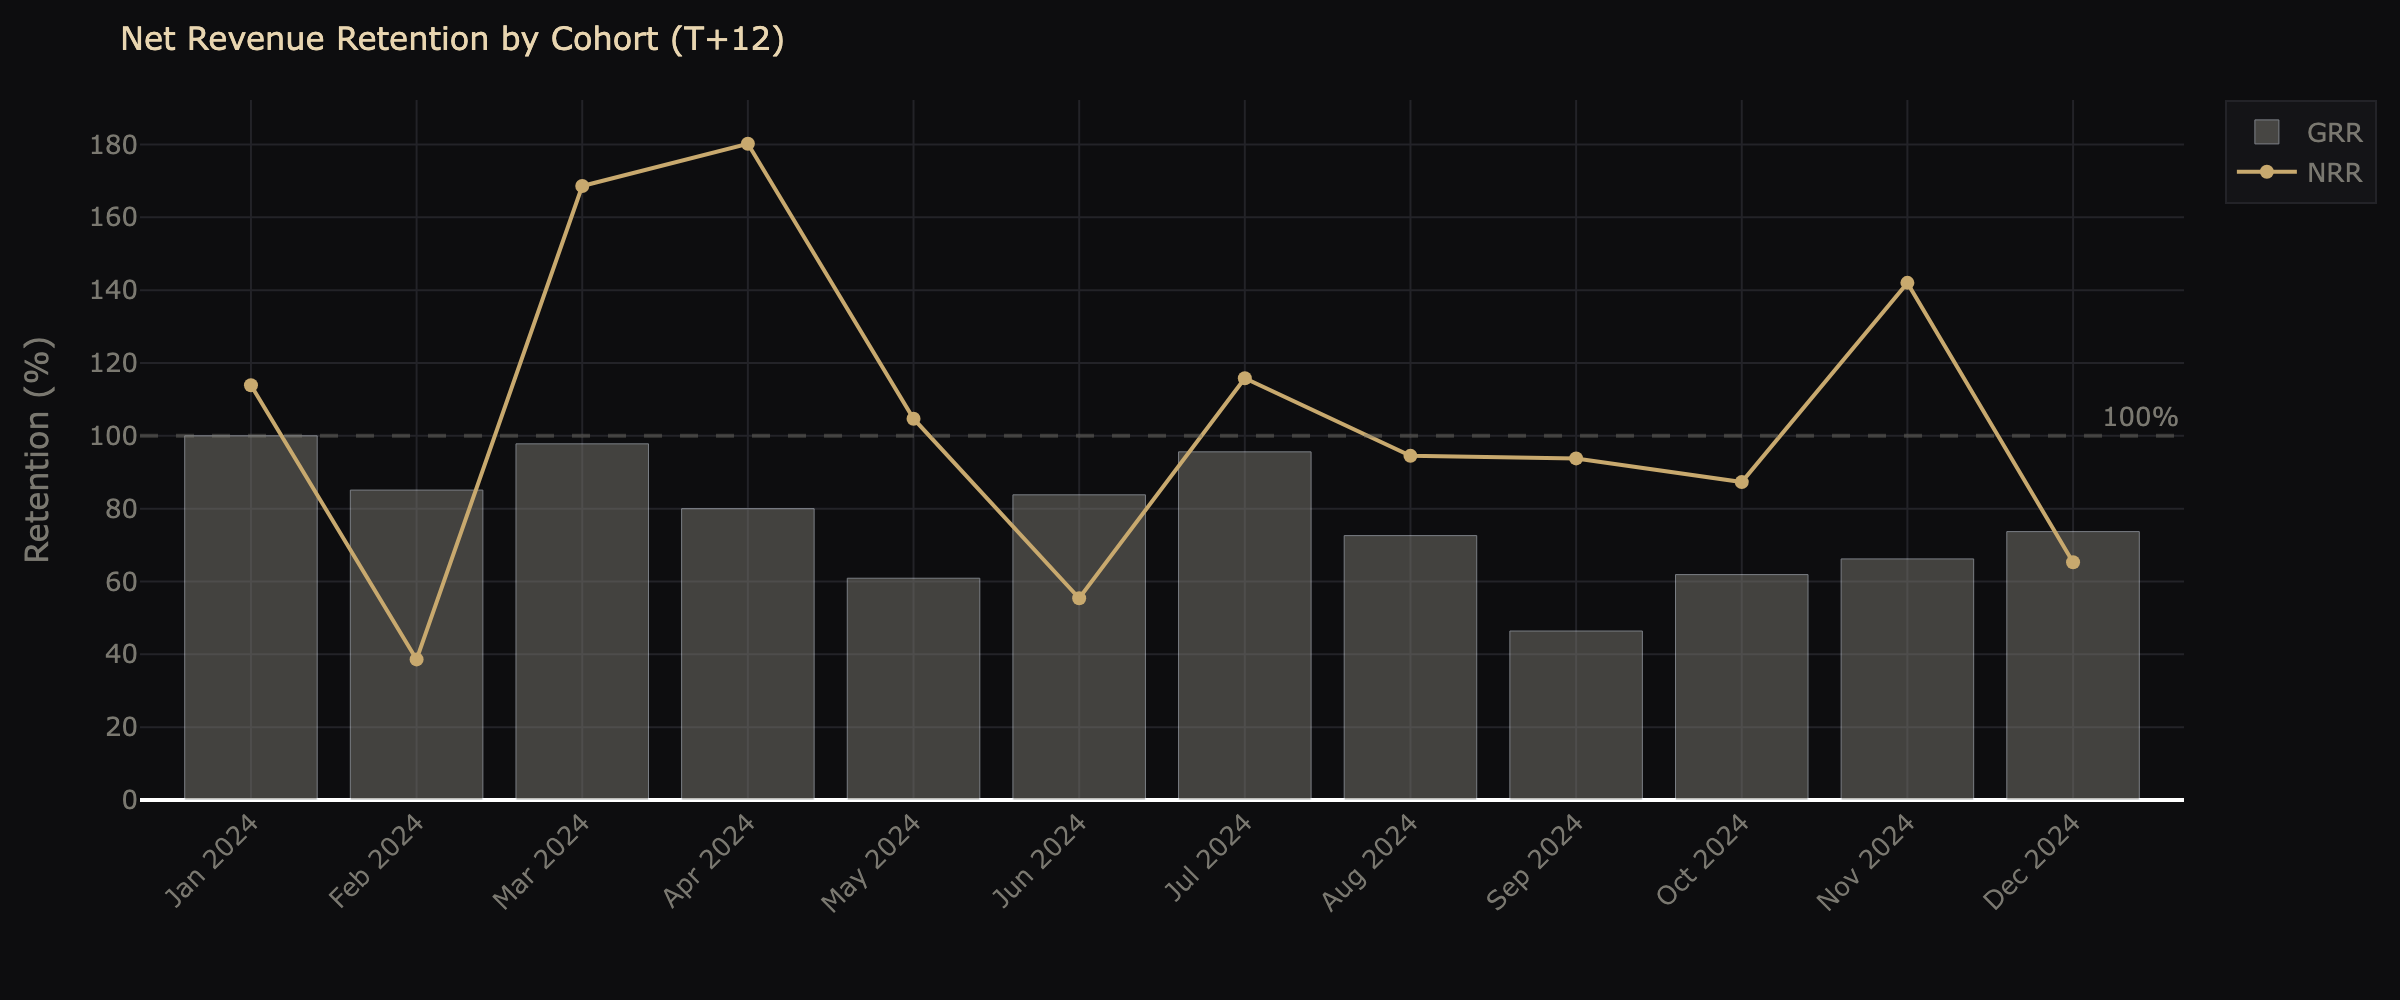 Net Revenue Retention by Cohort (T+12)
GRR
NRR
Retention (%)
180
160
140
120
100
80
60
40
20
0
100%
Jan 2024
Feb 2024
Mar 2024
Apr 2024
May 2024
Jun 2024
Jul 2024
Aug 2024
Sep 2024
Oct 2024
Nov 2024
Dec 2024